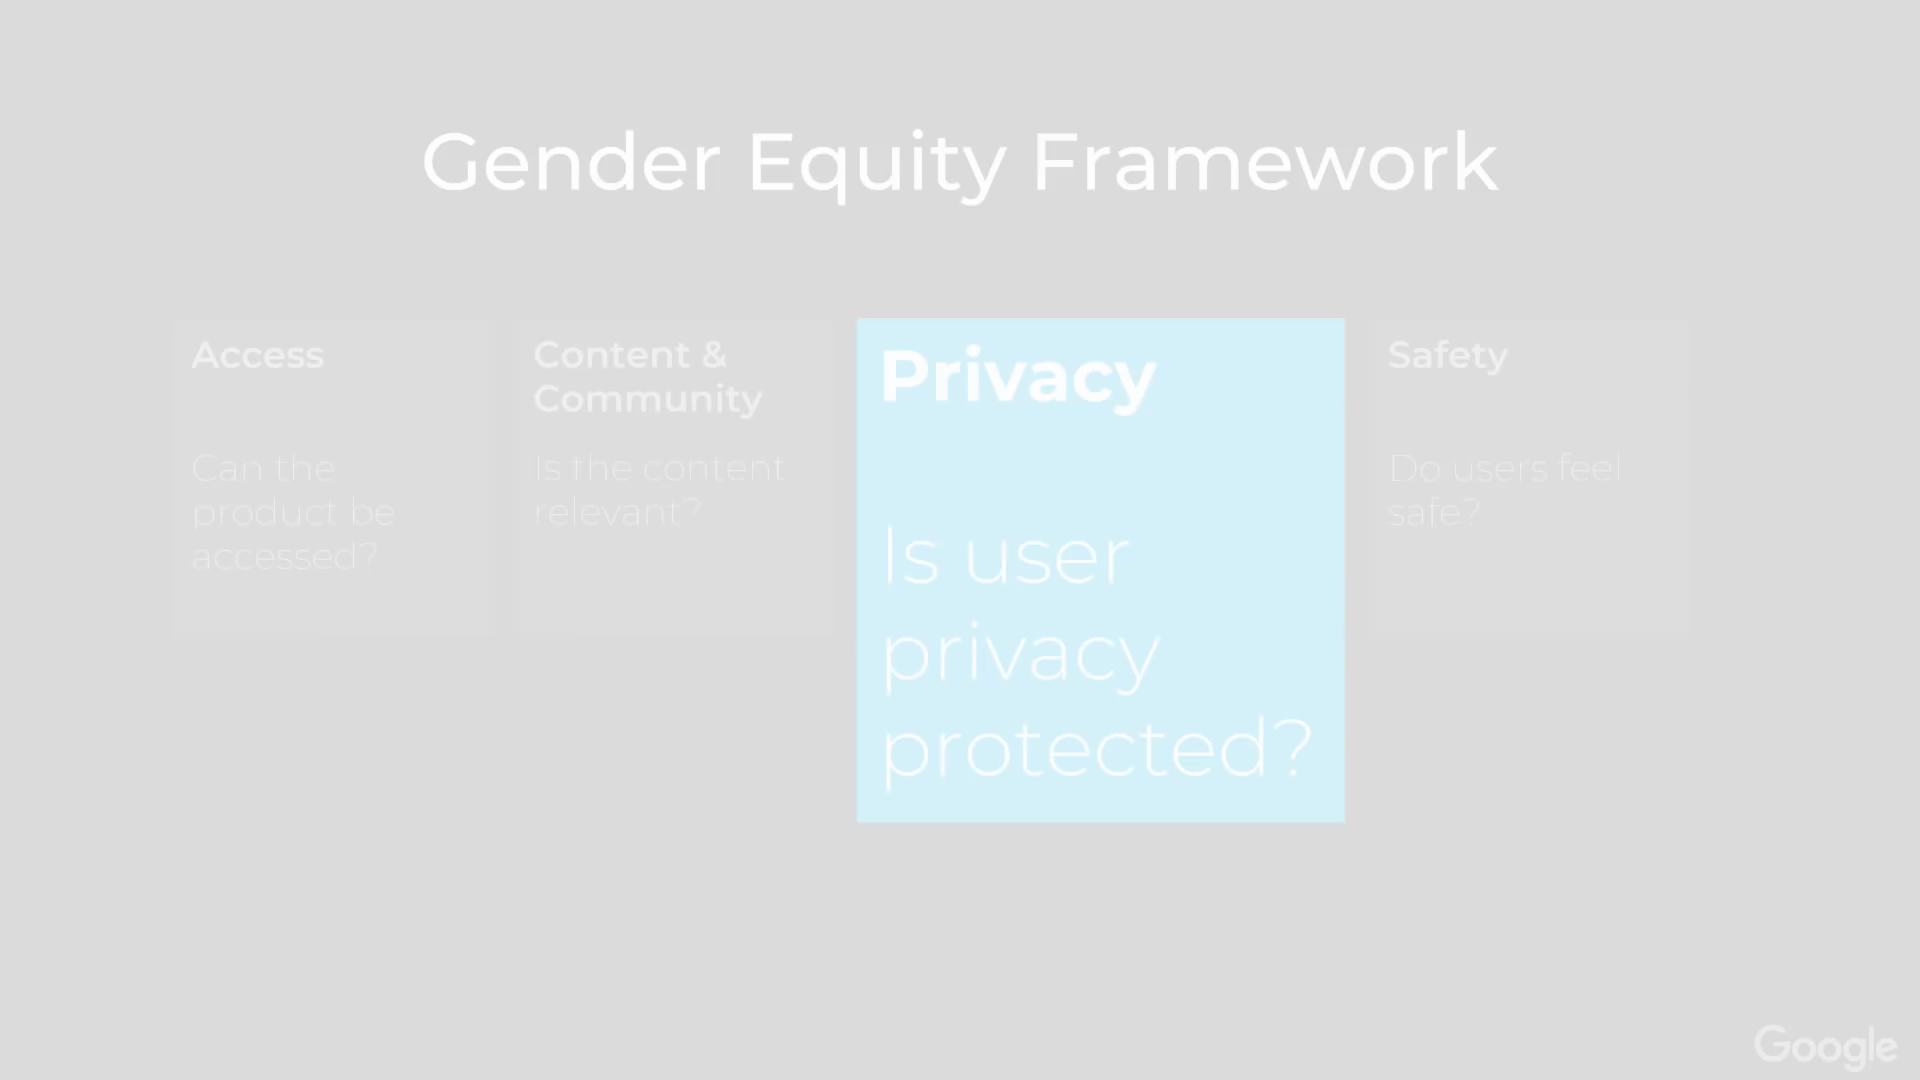 Gender Equity Framework
Access
Can the
product be
accessed?
Content &
Community
Is the content
relevant?
Privacy
Is user
privacy
protected?
Safety
Do users feel
safe?
Google